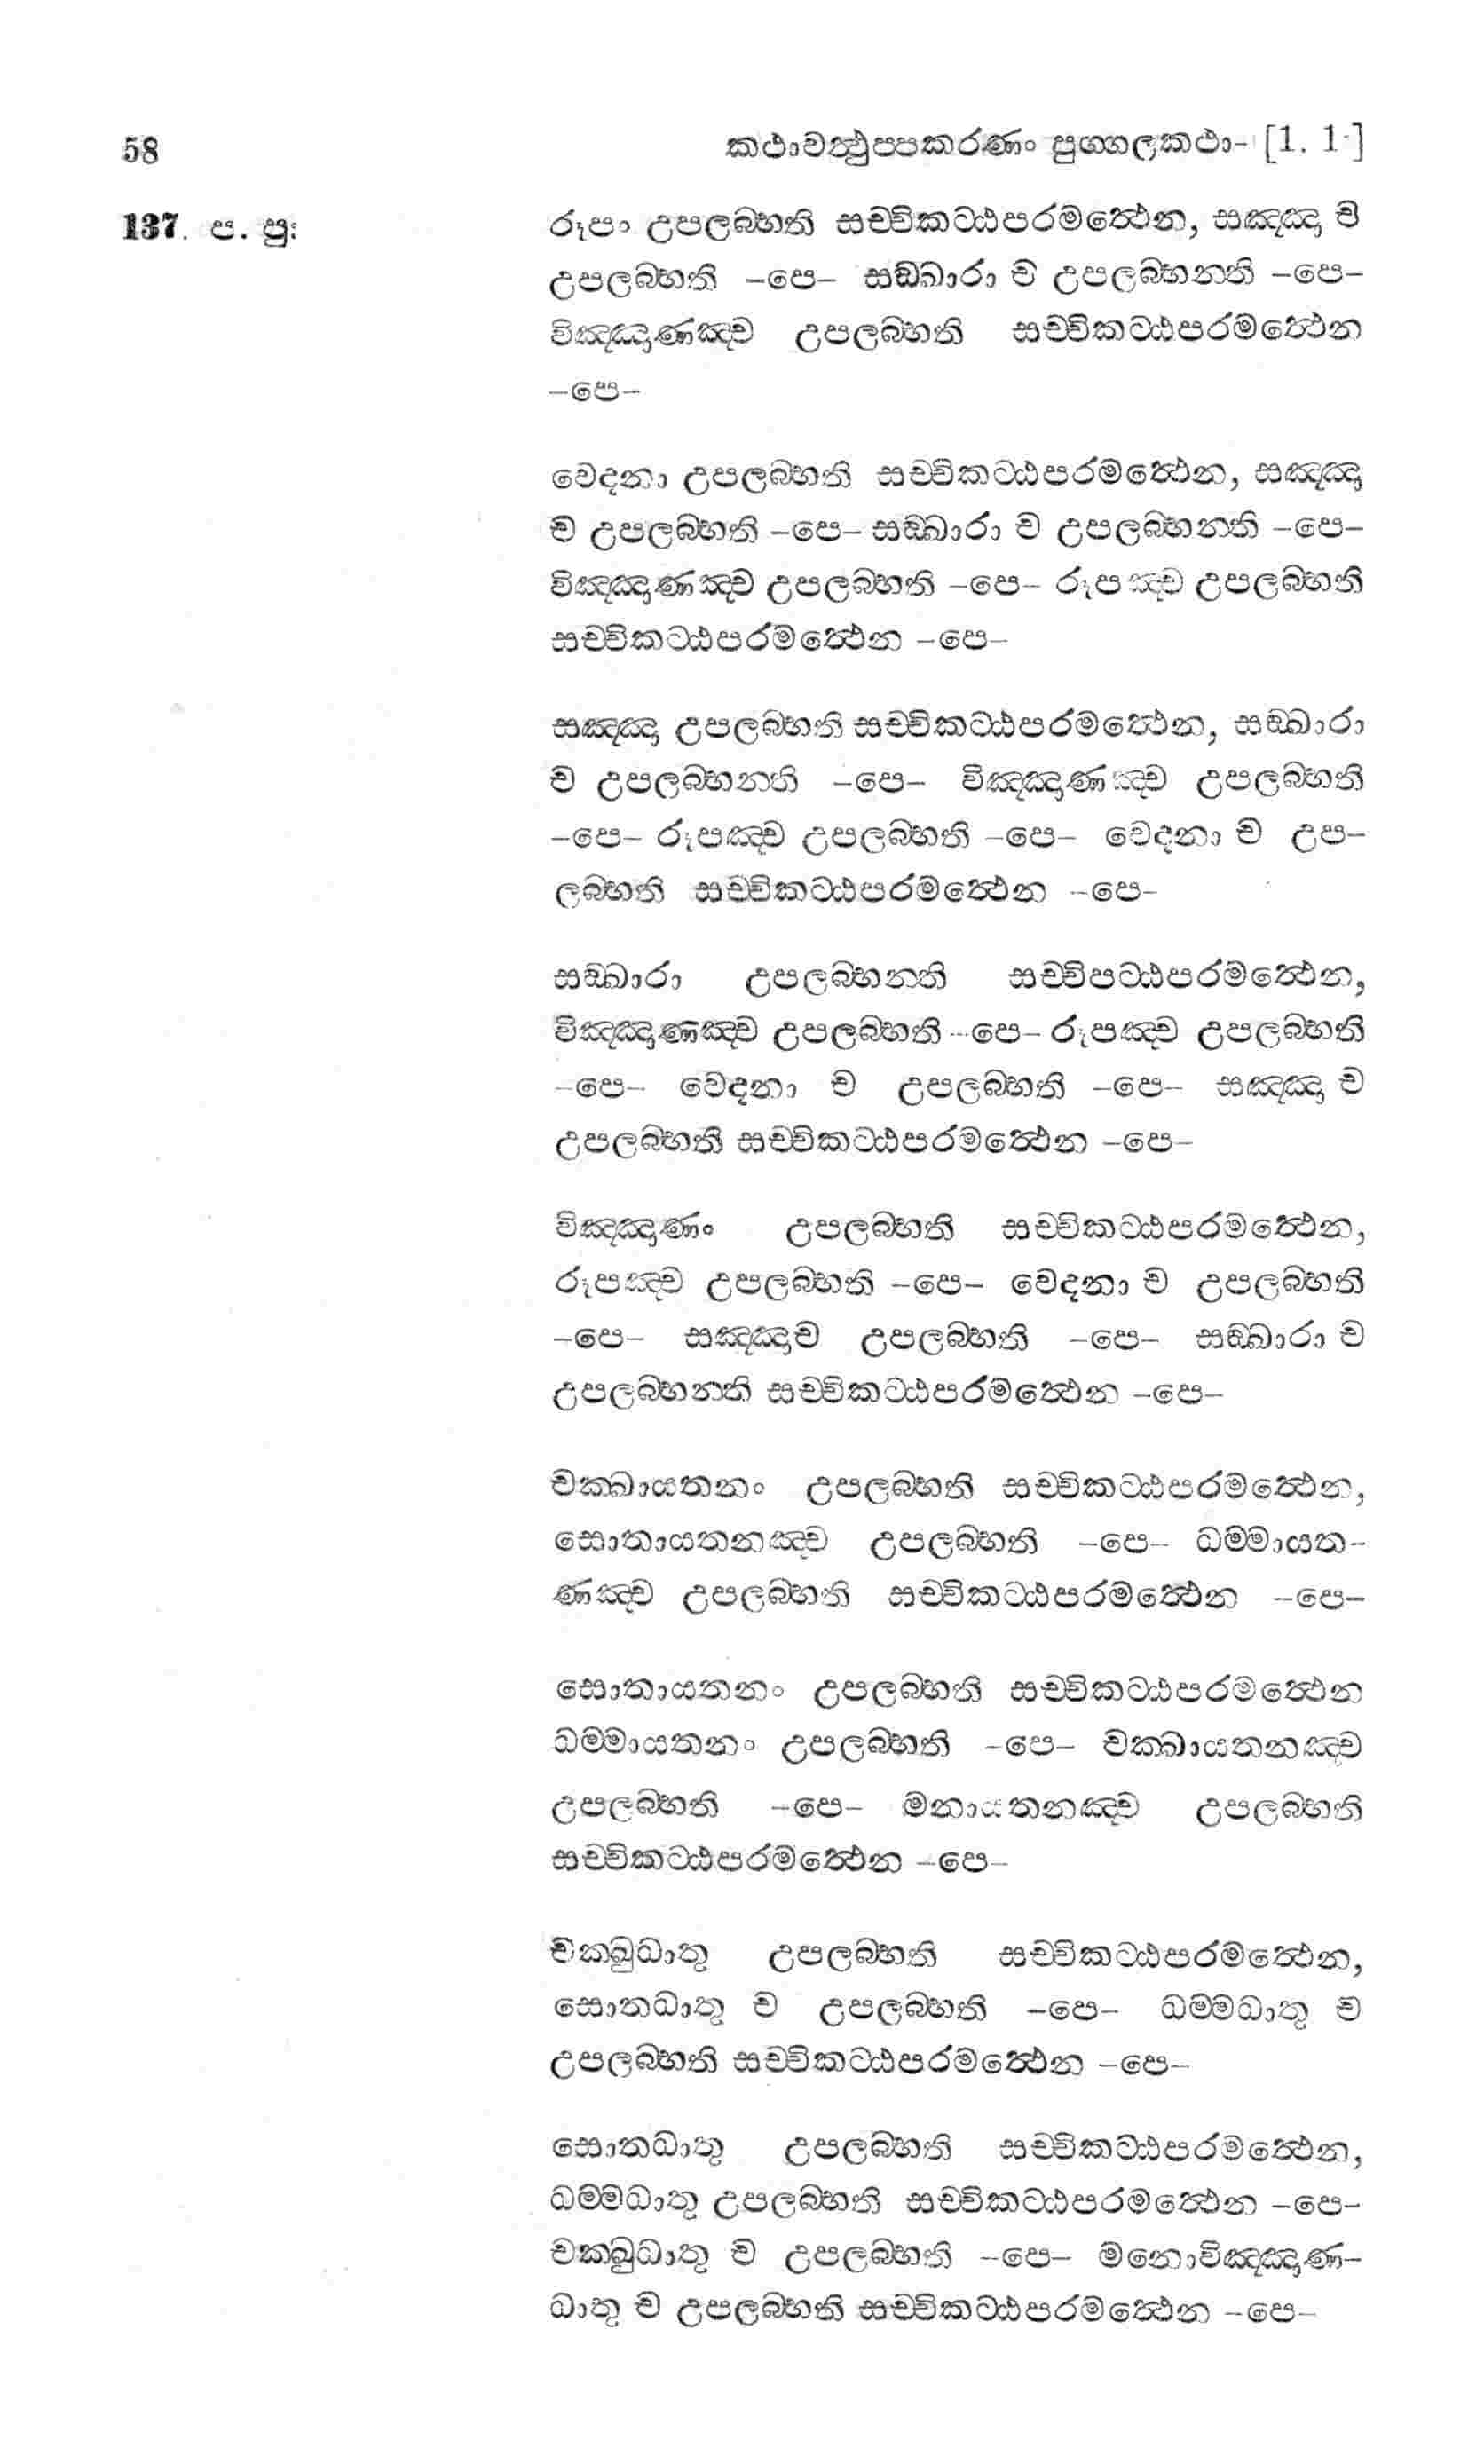 58 කථාවත්‍ථුප්පකරණං පුග්ගලකථා- [1. 1·]
137. ප. පු: රූපා උපලබ්භති සච්චිකට්ඨපරමත්‍ථෙන, සඤ්ඤා ච
උපලබ්භති –පෙ– සඞ්ඛාරා ච උපලබ්භන්ති –පෙ–
විඤ්ඤාණඤ්ච උපලබ්භති සච්චිකට්ඨපරමත්‍ථෙන
–පෙ–
වෙදනා උපලබ්භති සච්චිකට්ඨපරමත්‍ථෙන, සඤ්ඤා
ච උපලබ්භති –පෙ– සඞ්ඛාරා ච උපලබ්භන්ති –පෙ–
විඤ්ඤාණඤ්ච උපලබ්භති –පෙ– රූපඤ්ච උපලබ්භති
සච්චිකට්ඨපරමත්‍ථෙන –පෙ–
සඤ්ඤා උපලබ්භති සච්චිකට්ඨපරමත්‍ථෙන, සඞ්ඛාරා
ච උපලබ්භන්ති –පෙ– විඤ්ඤාණඤ්ච උපලබ්භති
–පෙ– රූපඤ්ච උපලබ්භති –පෙ– වෙදනා ච උප–
ලබ්භති සච්චිකට්ඨපරමත්‍ථෙන –පෙ–
සඞ්ඛාරා උපලබ්භන්ති සච්චිපට්ඨපරමත්‍ථෙන,
විඤ්ඤාණඤ්ච උපලබ්භති –පෙ– රූපඤ්ච උපලබ්භති
–පෙ– වෙදනා ච උපලබ්භති –පෙ– සඤ්ඤා ච
උපලබ්භති සච්චිකට්ඨපරමත්‍ථෙන –පෙ–
විඤ්ඤාණං උපලබ්භති සච්චිකට්ඨපරමත්‍ථෙන,
රූපඤ්ච උපලබ්භති –පෙ– වෙදනා ච උපලබ්භති
–පෙ– සඤ්ඤාච උපලබ්භති –පෙ– සඞ්ඛාරා ච
උපලබ්භන්ති සච්චිකට්ඨපරමත්‍ථෙන –පෙ–
චක්ඛායතනං උපලබ්භති සච්චිකට්ඨපරමත්‍ථෙන,
සොතායතනඤ්ච උපලබ්භති –පෙ– ධම්මායත-
ණඤ්ච උපලබ්භති සච්චිකට්ඨපරමත්‍ථෙන –පෙ–
සොතායතනං උපලබ්භති සච්චිකට්ඨපරමත්‍ථෙන
ධම්මායතනං උපලබ්භති –පෙ– චක්ඛායතනඤ්ච
උපලබ්භති –පෙ– මනායතනඤ්ච උපලබ්භති
සච්චිකට්ඨපරමත්‍ථෙන –පෙ–
චක්ඛුධාතු උපලබ්භති සච්චිකට්ඨපරමත්‍ථෙන,
සොතධාතු ච උපලබ්භති –පෙ– ධම්මධාතු ච
උපලබ්භති සච්චිකට්ඨපරමත්‍ථෙන –පෙ–
සොතධාතු උපලබ්භති සච්චිකට්ඨපරමත්‍ථෙන,
ධම්මධාතු උපලබ්භති සච්චිකට්ඨපරමත්‍ථෙන –පෙ–
චක්ඛුධාතු ච උපලබ්භති –පෙ– මනොවිඤ්ඤාණ–
ධාතු ච උපලබ්භති සච්චිකට්ඨපරමත්‍ථෙන –පෙ–